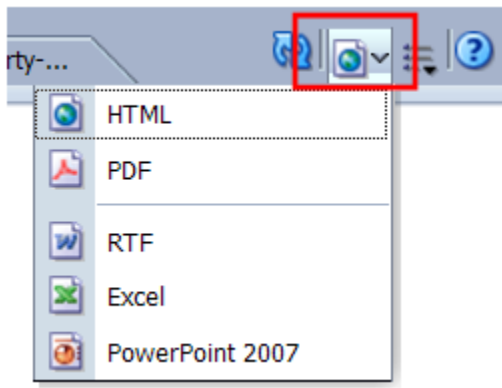 rty-...
HTML
PDF
RTF
Excel
PowerPoint 2007